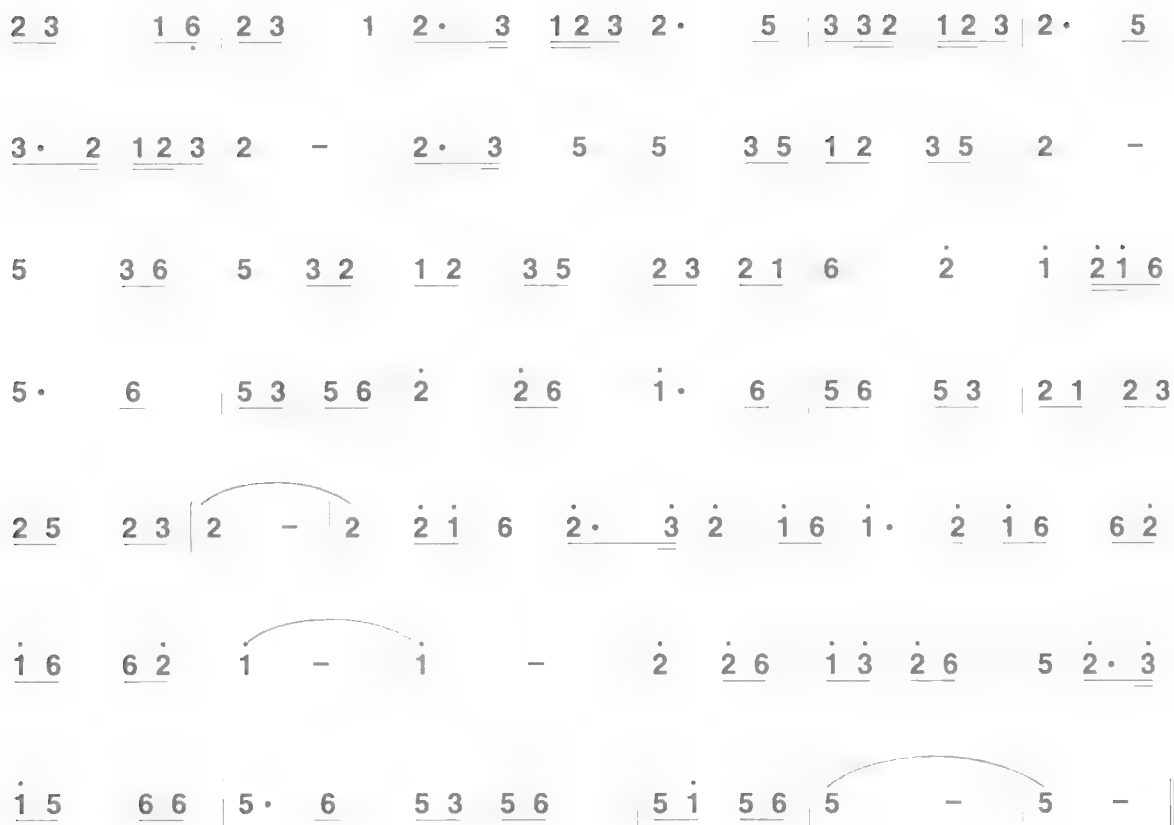 2 3 1 6̣ | 2 3 1 2· 3 1 2 3 2· 5 | 3 3 2 1 2 3 | 2· 5
3· 2 1 2 3 2 – 2· 3 5 5 3 5 1 2 3 5 2 –
5 3 6 5 3 2 1 2 3 5 2 3 2 1 6 2̇ 1̇ 2̇ 1̇ 6
5· 6 | 5 3 5 6 2̇ 2̇ 6 1̇· 6 | 5 6 5 3 | 2 1 2 3
2 5 2 3 | 2 – | 2 2̇ 1̇ 6 2̇· 3̇ 2̇ 1̇ 6 1̇· 2̇ 1̇ 6 6 2̇
1̇ 6 6 2̇ 1̇ – 1̇ – 2̇ 2̇ 6 1̇ 3̇ 2̇ 6 5 2̇· 3̇
1̇ 5 6 6 | 5· 6 5 3 5 6 | 5 1̇ 5 6 | 5 – | 5 – ‖